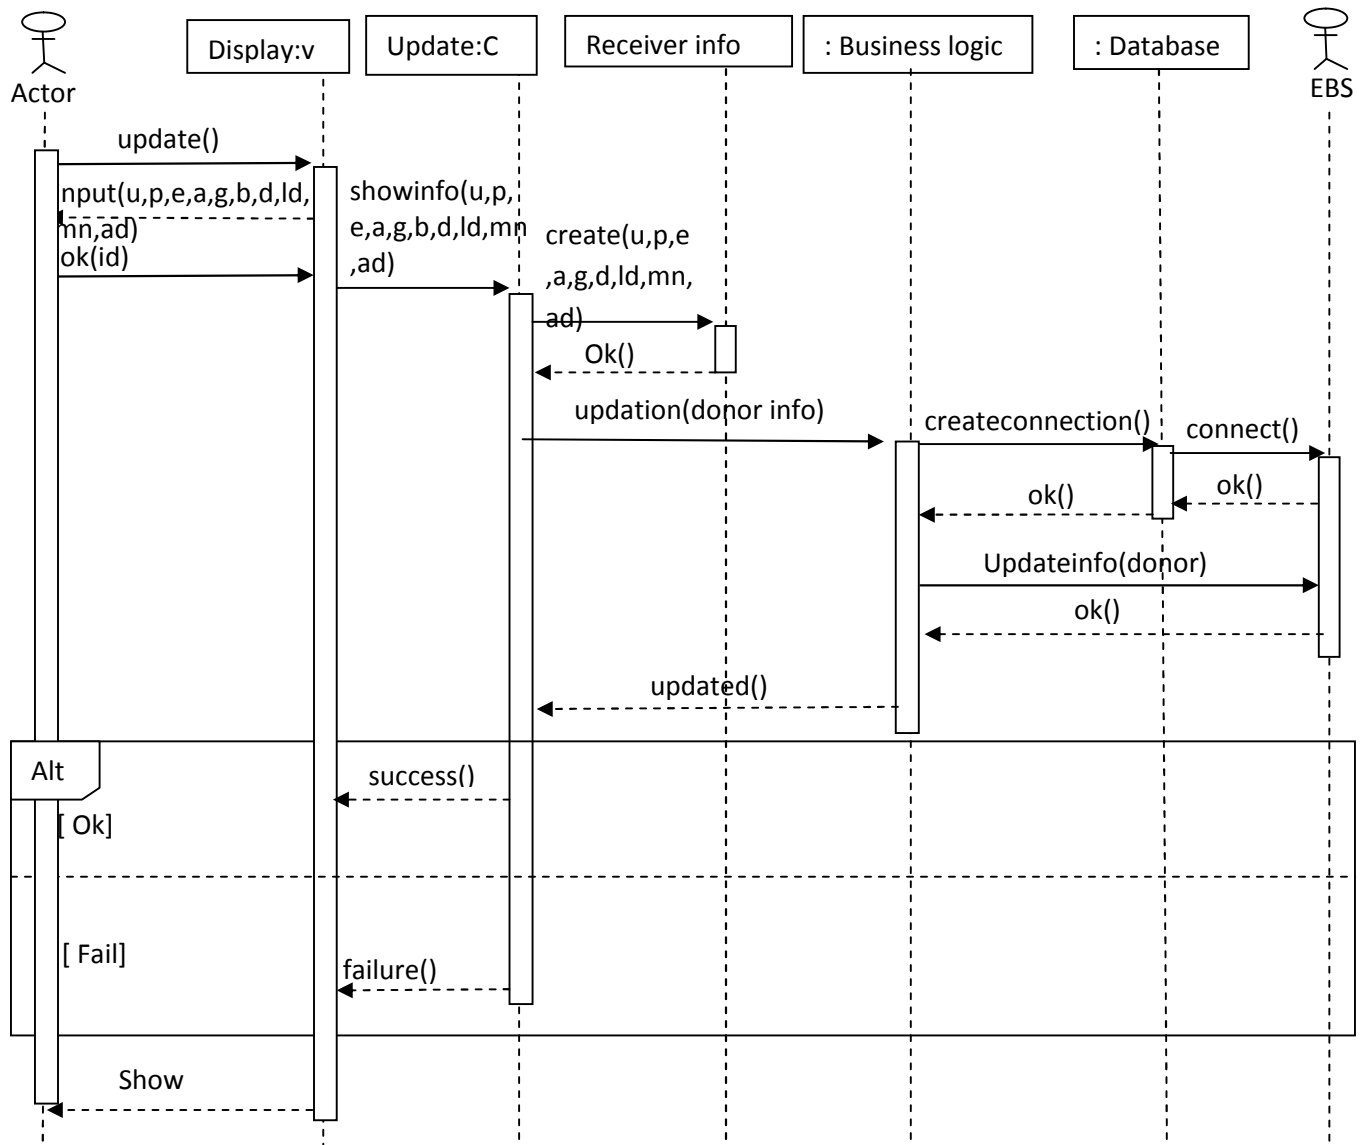 Actor
Display:v
Update:C
Receiver info
: Business logic
: Database
EBS
update()
nput(u,p,e,a,g,b,d,ld,
mn,ad)
ok(id)
showinfo(u,p,
e,a,g,b,d,ld,mn
,ad)
create(u,p,e
,a,g,d,ld,mn,
ad)
Ok()
updation(donor info)
createconnection()
connect()
ok()
ok()
Updateinfo(donor)
ok()
updated()
Alt
success()
[ Ok]
[ Fail]
failure()
Show